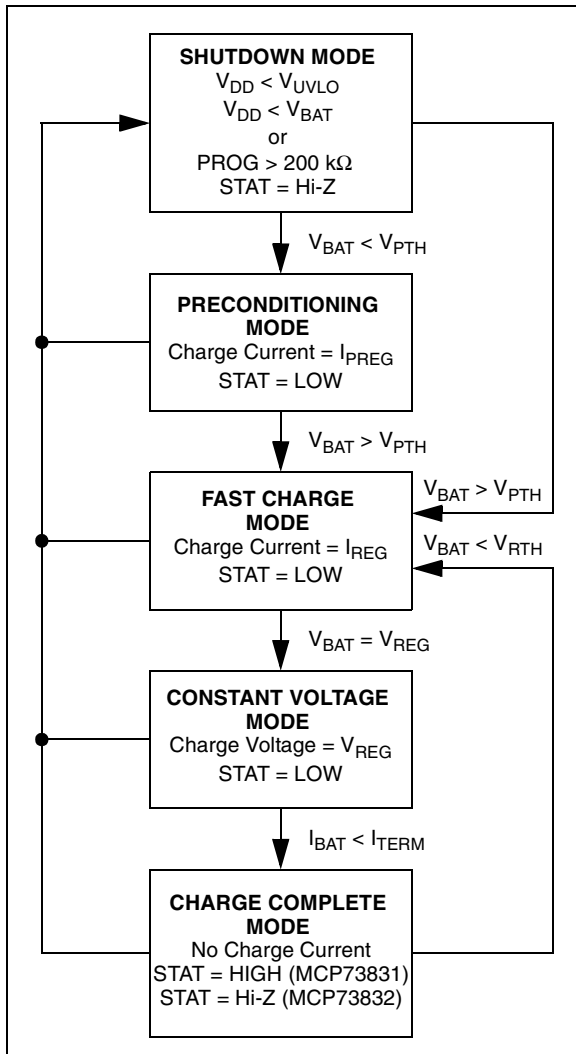 SHUTDOWN MODE
V_DD < V_UVLO
V_DD < V_BAT
or
PROG > 200 kΩ
STAT = Hi-Z
V_BAT < V_PTH
PRECONDITIONING
MODE
Charge Current = I_PREG
STAT = LOW
V_BAT > V_PTH
V_BAT > V_PTH
FAST CHARGE
MODE
Charge Current = I_REG
STAT = LOW
V_BAT < V_RTH
V_BAT = V_REG
CONSTANT VOLTAGE
MODE
Charge Voltage = V_REG
STAT = LOW
I_BAT < I_TERM
CHARGE COMPLETE
MODE
No Charge Current
STAT = HIGH (MCP73831)
STAT = Hi-Z (MCP73832)